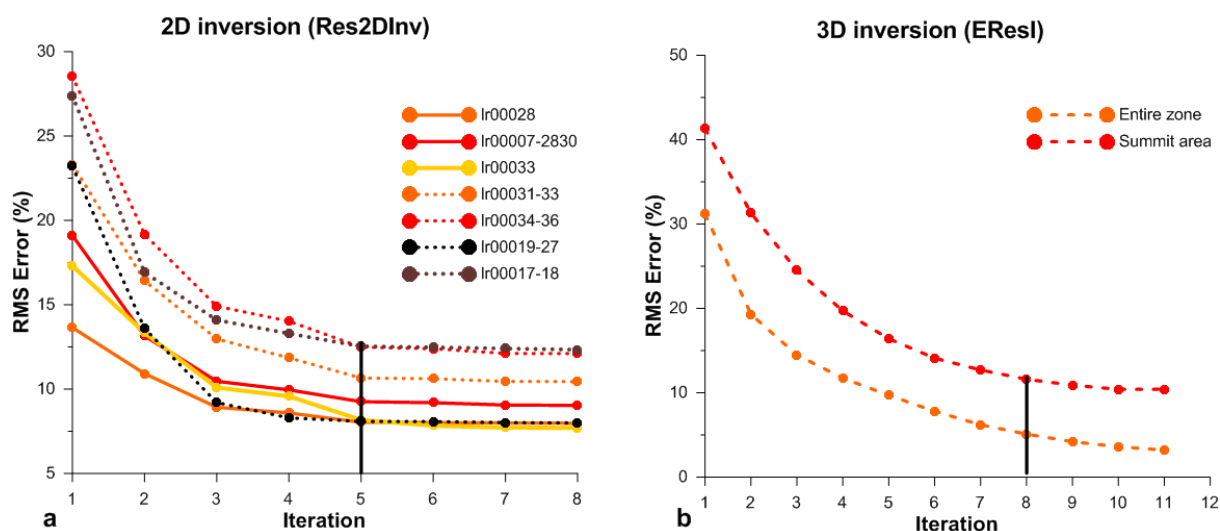 2D inversion (Res2DInv)
30
25
20
15
10
5
RMS Error (%)
lr00028
lr00007-2830
lr00033
lr00031-33
lr00034-36
lr00019-27
lr00017-18
1 2 3 4 5 6 7 8
a Iteration
3D inversion (EResI)
50
40
30
20
10
0
RMS Error (%)
Entire zone
Summit area
1 2 3 4 5 6 7 8 9 10 11 12
b Iteration